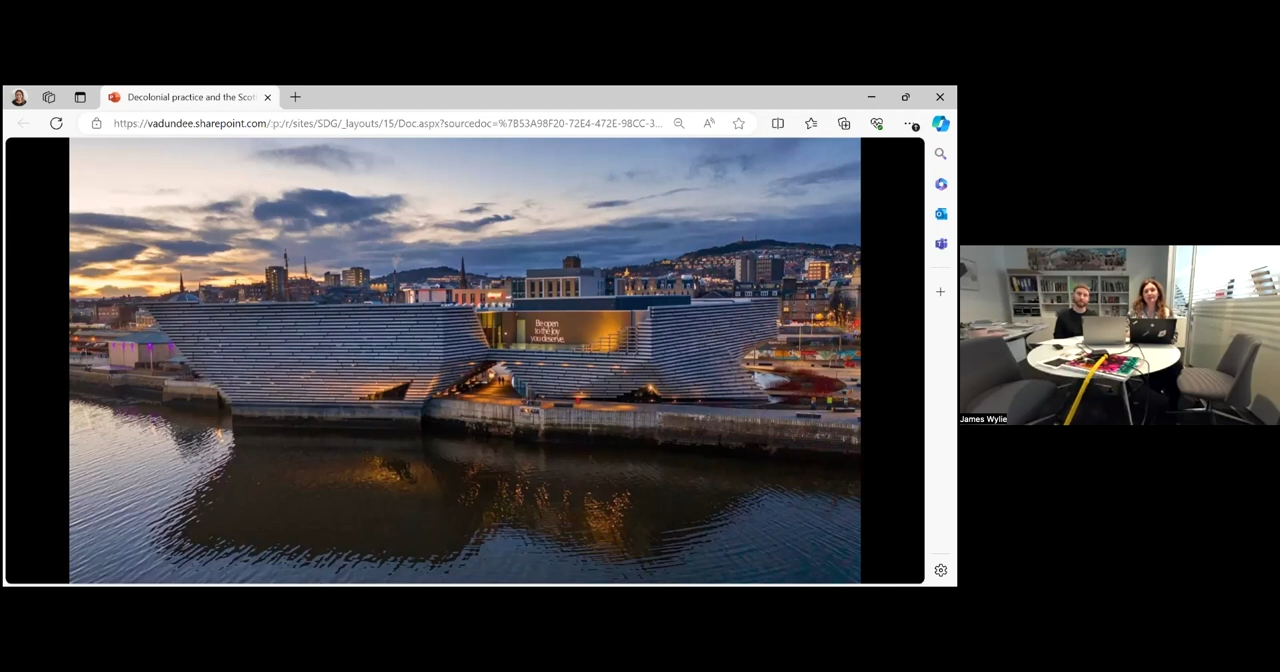 Decolonial practice and the Scot
https://vadundee.sharepoint.com/:p:/r/sites/SDG/_layouts/15/Doc.aspx?sourcedoc=%7B53A98F20-72E4-472E-98CC-3...
Be open
to the joy
you deserve.
James Wylie